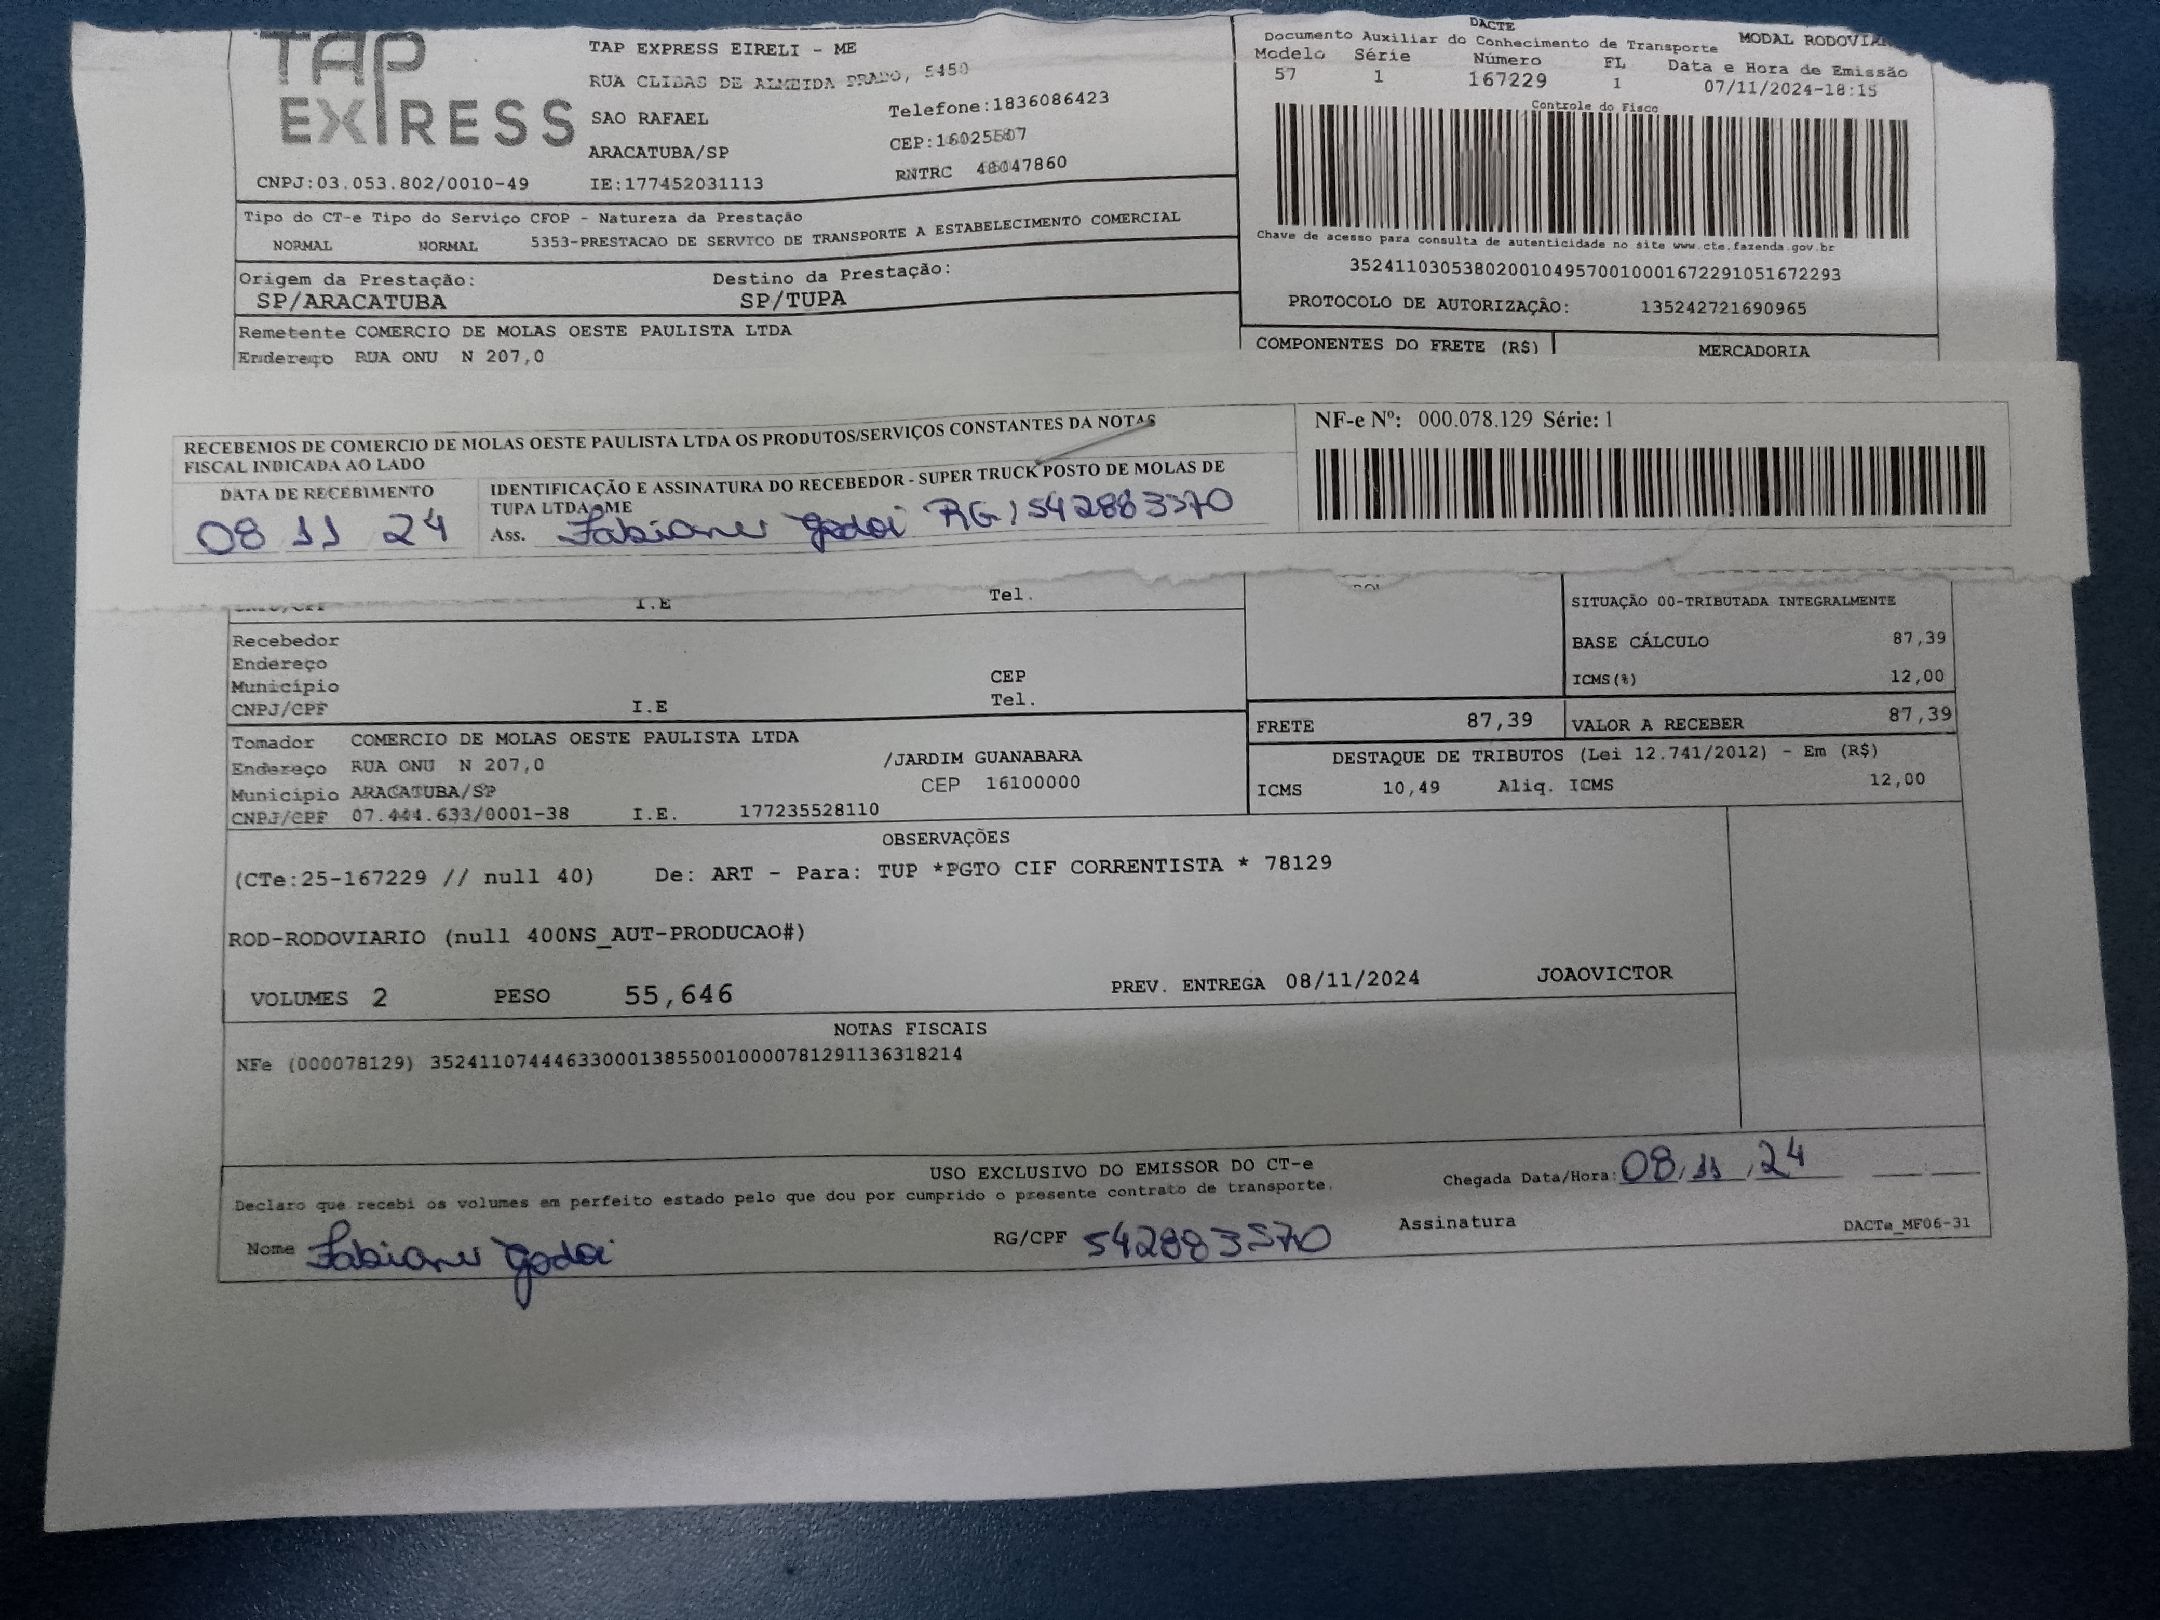 TAP
EXPRESS
TAP EXPRESS EIRELI - ME
RUA CLIBAS DE ALMEIDA PRADO, 5450
SAO RAFAEL
Telefone:1836086423
ARACATUBA/SP
CEP:16025507
CNPJ:03.053.802/0010-49
IE:177452031113
RNTRC 48047860
DACTE
Documento Auxiliar do Conhecimento de Transporte
MODAL
Modelo Série Número FL Data e Hora de Emissão
57 1 167229 1 07/11/2024-18:15
Controle do Fisco
Chave de acesso para consulta de autenticidade no site www.cte.fazenda.gov.br
35241103053802001049570010001672291051672293
PROTOCOLO DE AUTORIZAÇÃO: 135242721690965
Tipo do CT-e Tipo do Serviço CFOP - Natureza da Prestação
NORMAL NORMAL 5353-PRESTACAO DE SERVICO DE TRANSPORTE A ESTABELECIMENTO COMERCIAL
Origem da Prestação: Destino da Prestação:
SP/ARACATUBA SP/TUPA
Remetente COMERCIO DE MOLAS OESTE PAULISTA LTDA
Endereço RUA ONU N 207,0
COMPONENTES DO FRETE (R$) MERCADORIA
RECEBEMOS DE COMERCIO DE MOLAS OESTE PAULISTA LTDA OS PRODUTOS/SERVIÇOS CONSTANTES DA NOTAS
FISCAL INDICADA AO LADO
DATA DE RECEBIMENTO
08 11 24
IDENTIFICAÇÃO E ASSINATURA DO RECEBEDOR - SUPER TRUCK POSTO DE MOLAS DE
TUPA LTDA ME
Ass. Fabiane Godoi RG: 542883570
NF-e Nº: 000.078.129 Série: 1
I.E Tel.
Recebedor
Endereço
Município CEP
CNPJ/CPF I.E Tel.
SITUAÇÃO 00-TRIBUTADA INTEGRALMENTE
BASE CÁLCULO 87,39
ICMS(%) 12,00
FRETE 87,39 VALOR A RECEBER 87,39
Tomador COMERCIO DE MOLAS OESTE PAULISTA LTDA
Endereço RUA ONU N 207,0 /JARDIM GUANABARA
Município ARACATUBA/SP CEP 16100000
CNPJ/CPF 07.444.633/0001-38 I.E. 177235528110
DESTAQUE DE TRIBUTOS (Lei 12.741/2012) - Em (R$)
ICMS 10,49 Aliq. ICMS 12,00
OBSERVAÇÕES
(CTe:25-167229 // null 40) De: ART - Para: TUP *PGTO CIF CORRENTISTA * 78129
ROD-RODOVIARIO (null 400NS_AUT-PRODUCAO#)
VOLUMES 2 PESO 55,646 PREV. ENTREGA 08/11/2024 JOAOVICTOR
NOTAS FISCAIS
NFe (000078129) 35241107444633000138550010000781291136318214
USO EXCLUSIVO DO EMISSOR DO CT-e
Declaro que recebi os volumes em perfeito estado pelo que dou por cumprido o presente contrato de transporte.
Chegada Data/Hora: 08/11/24
Nome Fabiane Godoi RG/CPF 542883570 Assinatura
DACTe_MF06-31